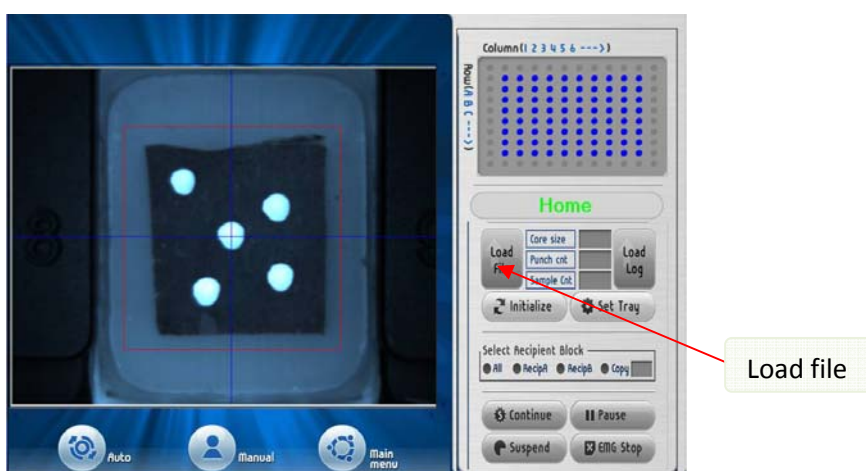 Column(1 2 3 4 5 6 --->)
Row(A B C --->)
Home
Load File
Core size
Punch cnt
Sample Cnt
Load Log
Initialize
Set Tray
Select Recipient Block
All RecipA RecipB Copy
Continue
Pause
Suspend
EMG Stop
Auto
Manual
Main menu
Load file